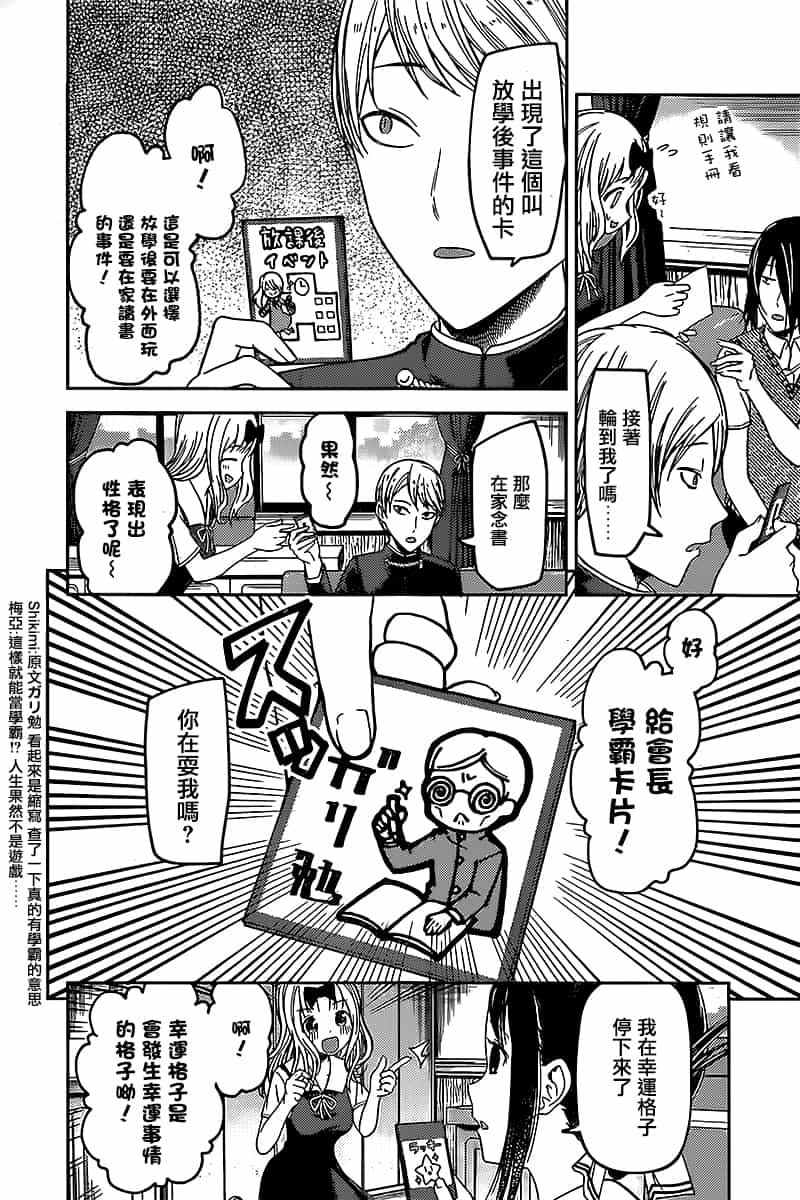 請讓我看
規則手冊
好～
接著
輪到我了嗎……
出現了這個叫
放學後事件的卡
放課後
イベント
啊！
這是可以選擇
放學後要在外面玩
還是要在家讀書
的事件！
那麼
在家念書
果然～
表現出
性格了呢～
好
給會長
學霸卡片！
ガリ勉
你在耍我嗎？
Shikimi:原文ガリ勉 看起來是縮寫 查了一下真的有學霸的意思
梅亞:這樣就能當學霸!? 人生果然不是遊戲……
我在幸運格子
停下來了
ラッキー
啊！
幸運格子是
會發生幸運事情
的格子呦！